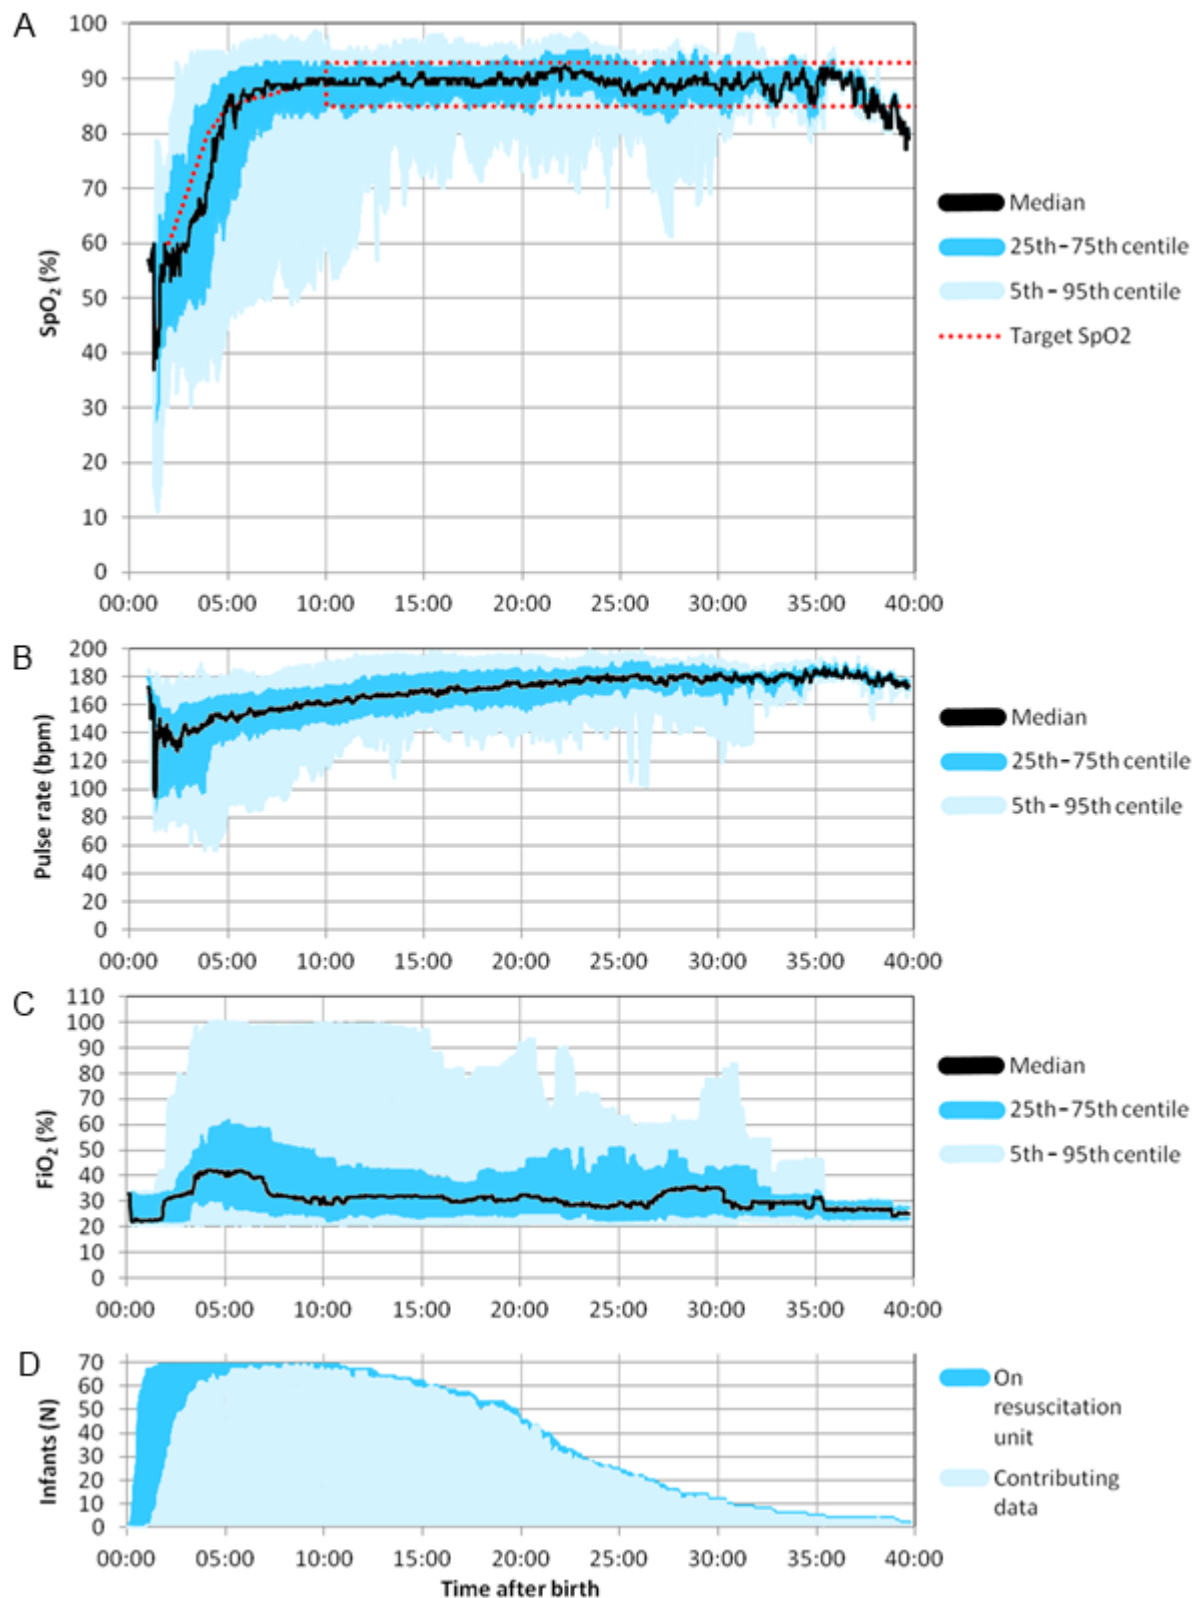 A
100
90
80
70
60
50
40
30
20
10
0
SpO₂ (%)
00:00 05:00 10:00 15:00 20:00 25:00 30:00 35:00 40:00
Median
25th-75th centile
5th-95th centile
Target SpO2
B
200
180
160
140
120
100
80
60
40
20
0
Pulse rate (bpm)
00:00 05:00 10:00 15:00 20:00 25:00 30:00 35:00 40:00
Median
25th-75th centile
5th-95th centile
C
110
100
90
80
70
60
50
40
30
20
10
0
FiO₂ (%)
00:00 05:00 10:00 15:00 20:00 25:00 30:00 35:00 40:00
Median
25th-75th centile
5th-95th centile
D
70
60
50
40
30
20
10
0
Infants (N)
00:00 05:00 10:00 15:00 20:00 25:00 30:00 35:00 40:00
Time after birth
On
resuscitation
unit
Contributing
data